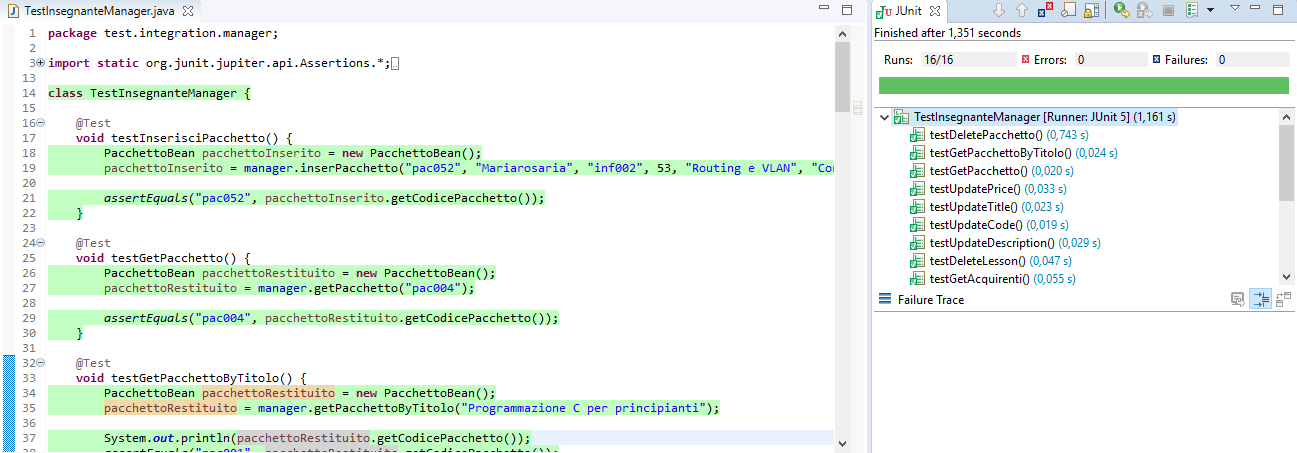 TestInsegnanteManager.java
1 package test.integration.manager;
2
3 import static org.junit.jupiter.api.Assertions.*;
13
14 class TestInsegnanteManager {
15
16 @Test
17 void testInserisciPacchetto() {
18 PacchettoBean pacchettoInserito = new PacchettoBean();
19 pacchettoInserito = manager.inserPacchetto("pac052", "Mariarosaria", "inf002", 53, "Routing e VLAN", "Co
20
21 assertEquals("pac052", pacchettoInserito.getCodicePacchetto());
22 }
23
24 @Test
25 void testGetPacchetto() {
26 PacchettoBean pacchettoRestituito = new PacchettoBean();
27 pacchettoRestituito = manager.getPacchetto("pac004");
28
29 assertEquals("pac004", pacchettoRestituito.getCodicePacchetto());
30 }
31
32 @Test
33 void testGetPacchettoByTitolo() {
34 PacchettoBean pacchettoRestituito = new PacchettoBean();
35 pacchettoRestituito = manager.getPacchettoByTitolo("Programmazione C per principianti");
36
37 System.out.println(pacchettoRestituito.getCodicePacchetto());
JUnit
Finished after 1,351 seconds
Runs: 16/16 Errors: 0 Failures: 0
TestInsegnanteManager [Runner: JUnit 5] (1,161 s)
testDeletePacchetto() (0,743 s)
testGetPacchettoByTitolo() (0,024 s)
testGetPacchetto() (0,020 s)
testUpdatePrice() (0,033 s)
testUpdateTitle() (0,023 s)
testUpdateCode() (0,019 s)
testUpdateDescription() (0,029 s)
testDeleteLesson() (0,047 s)
testGetAcquirenti() (0,055 s)
Failure Trace